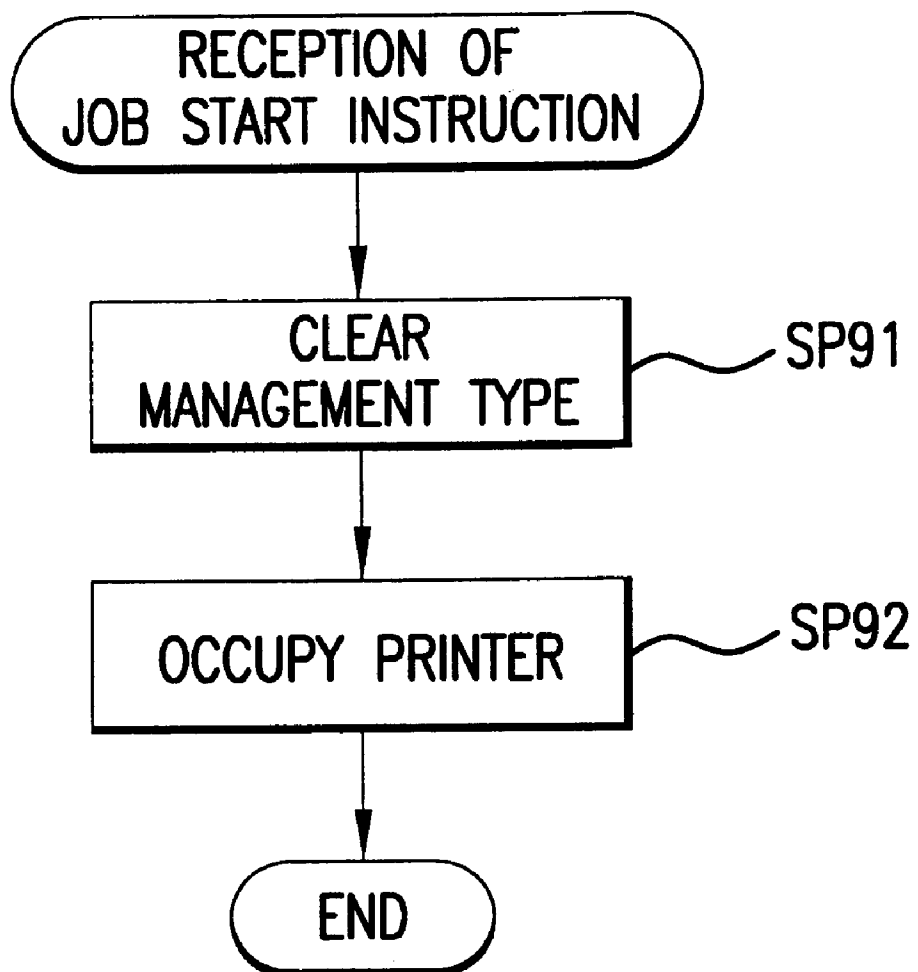 RECEPTION OF
JOB START INSTRUCTION
CLEAR
MANAGEMENT TYPE
SP91
OCCUPY PRINTER
SP92
END